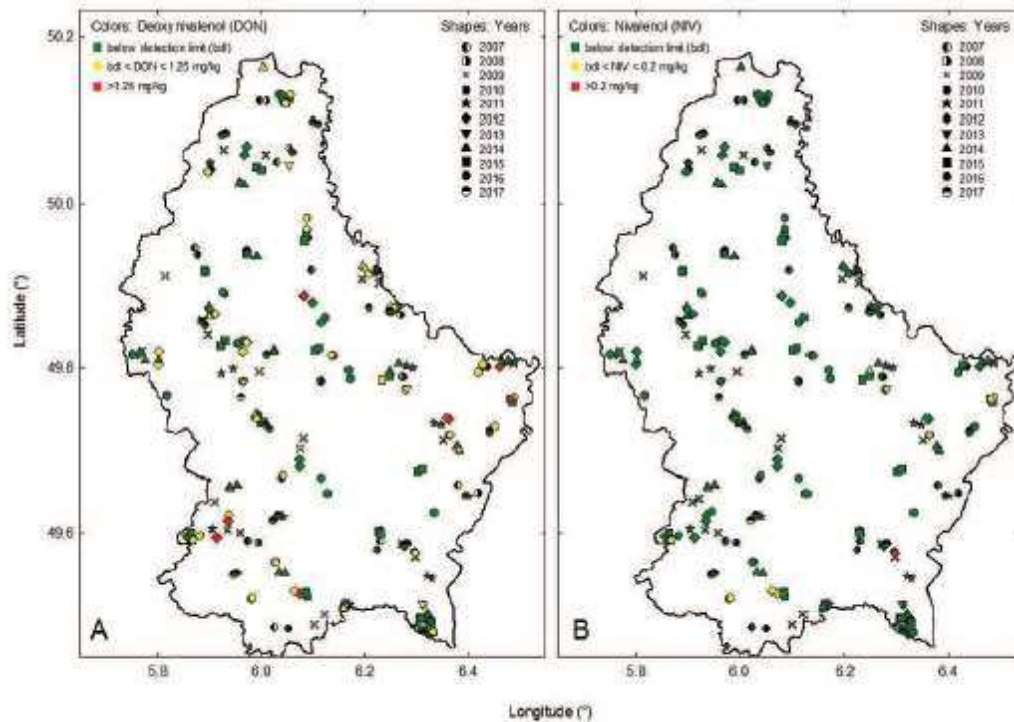 Colors: Deoxynivalenol (DON)
below detection limit (bdl)
bdl < DON < 1.25 mg/kg
>1.25 mg/kg
Shapes: Years
2007
2008
2009
2010
2011
2012
2013
2014
2015
2016
2017
Colors: Nivalenol (NIV)
below detection limit (bdl)
bdl < NIV < 0.2 mg/kg
>0.2 mg/kg
Shapes: Years
2007
2008
2009
2010
2011
2012
2013
2014
2015
2016
2017
50.2
50.0
49.8
49.6
Latitude (°)
A
B
5.8 6.0 6.2 6.4 5.8 6.0 6.2 6.4
Longitude (°)